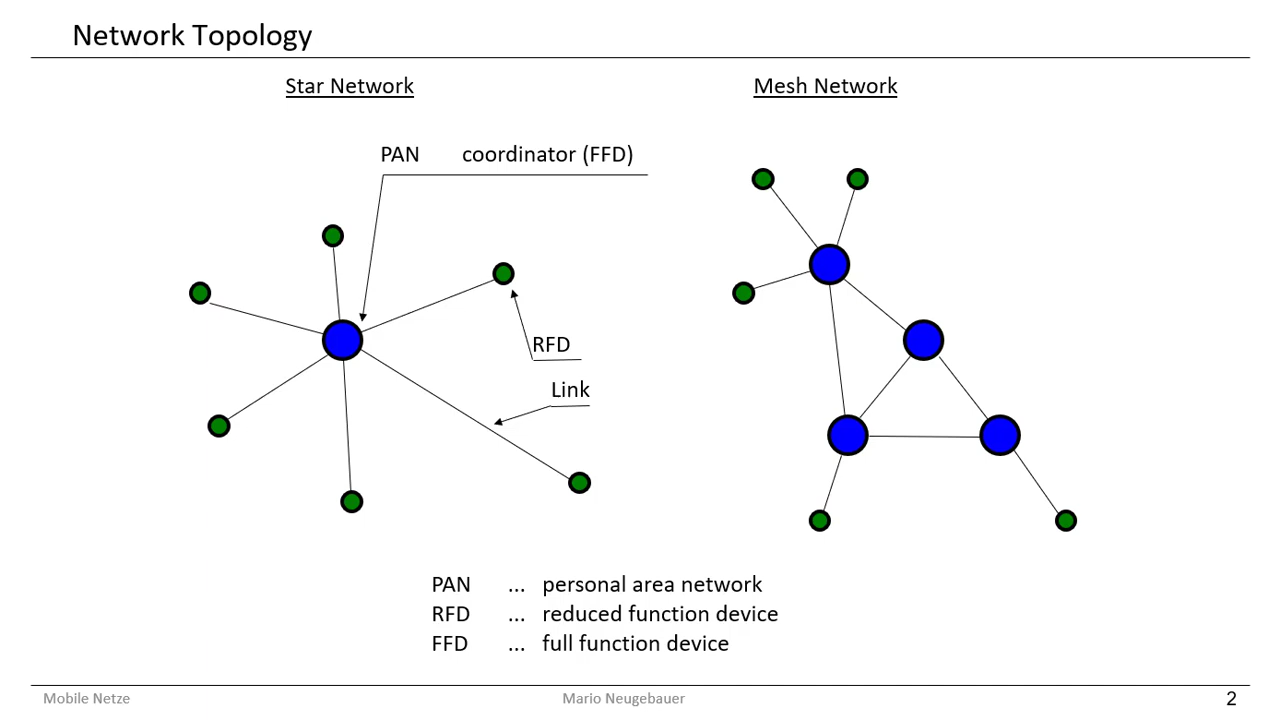 Network Topology
Star Network
Mesh Network
PAN coordinator (FFD)
RFD
Link
PAN ... personal area network
RFD ... reduced function device
FFD ... full function device
Mobile Netze
Mario Neugebauer
2